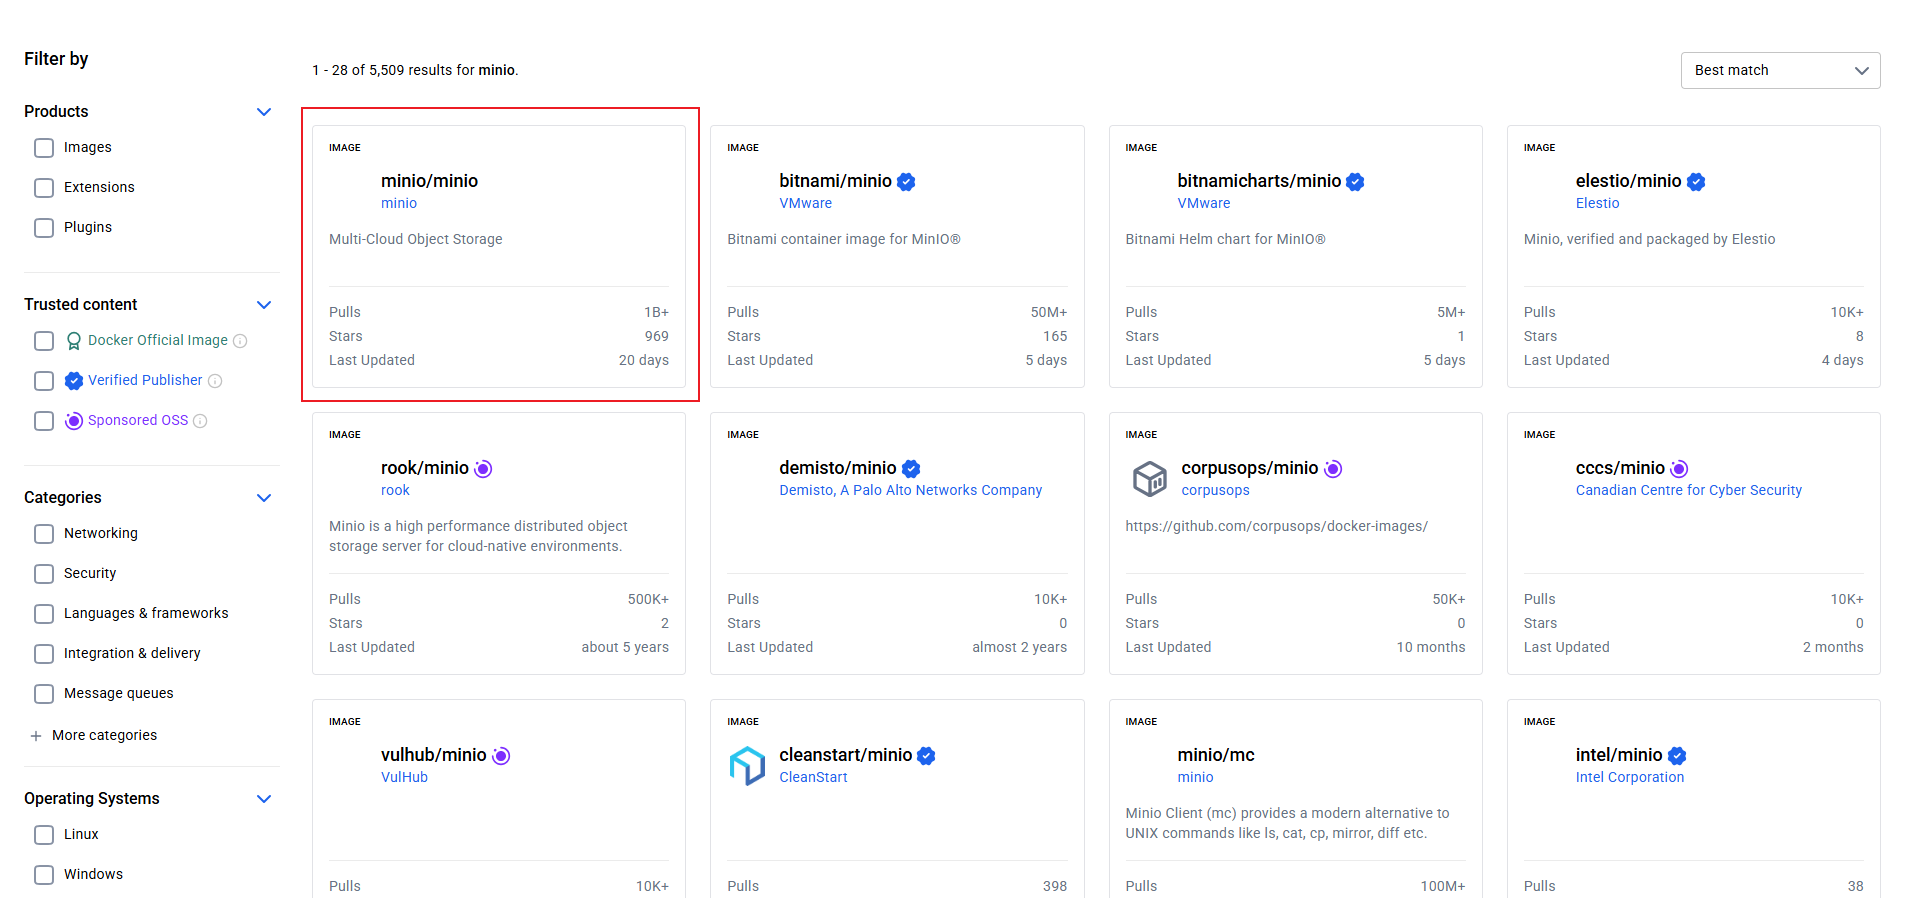 Filter by
Products
Images
Extensions
Plugins
Trusted content
Docker Official Image
Verified Publisher
Sponsored OSS
Categories
Networking
Security
Languages & frameworks
Integration & delivery
Message queues
More categories
Operating Systems
Linux
Windows
1 - 28 of 5,509 results for minio.
Best match
IMAGE
minio/minio
minio
Multi-Cloud Object Storage
Pulls 1B+
Stars 969
Last Updated 20 days
IMAGE
bitnami/minio
VMware
Bitnami container image for MinIO®
Pulls 50M+
Stars 165
Last Updated 5 days
IMAGE
bitnamicharts/minio
VMware
Bitnami Helm chart for MinIO®
Pulls 5M+
Stars 1
Last Updated 5 days
IMAGE
elestio/minio
Elestio
Minio, verified and packaged by Elestio
Pulls 10K+
Stars 8
Last Updated 4 days
IMAGE
rook/minio
rook
Minio is a high performance distributed object
storage server for cloud-native environments.
Pulls 500K+
Stars 2
Last Updated about 5 years
IMAGE
demisto/minio
Demisto, A Palo Alto Networks Company
Pulls 10K+
Stars 0
Last Updated almost 2 years
IMAGE
corpusops/minio
corpusops
https://github.com/corpusops/docker-images/
Pulls 50K+
Stars 0
Last Updated 10 months
IMAGE
cccs/minio
Canadian Centre for Cyber Security
Pulls 10K+
Stars 0
Last Updated 2 months
IMAGE
vulhub/minio
VulHub
Pulls 10K+
IMAGE
cleanstart/minio
CleanStart
Pulls 398
IMAGE
minio/mc
minio
Minio Client (mc) provides a modern alternative to
UNIX commands like ls, cat, cp, mirror, diff etc.
Pulls 100M+
IMAGE
intel/minio
Intel Corporation
Pulls 38